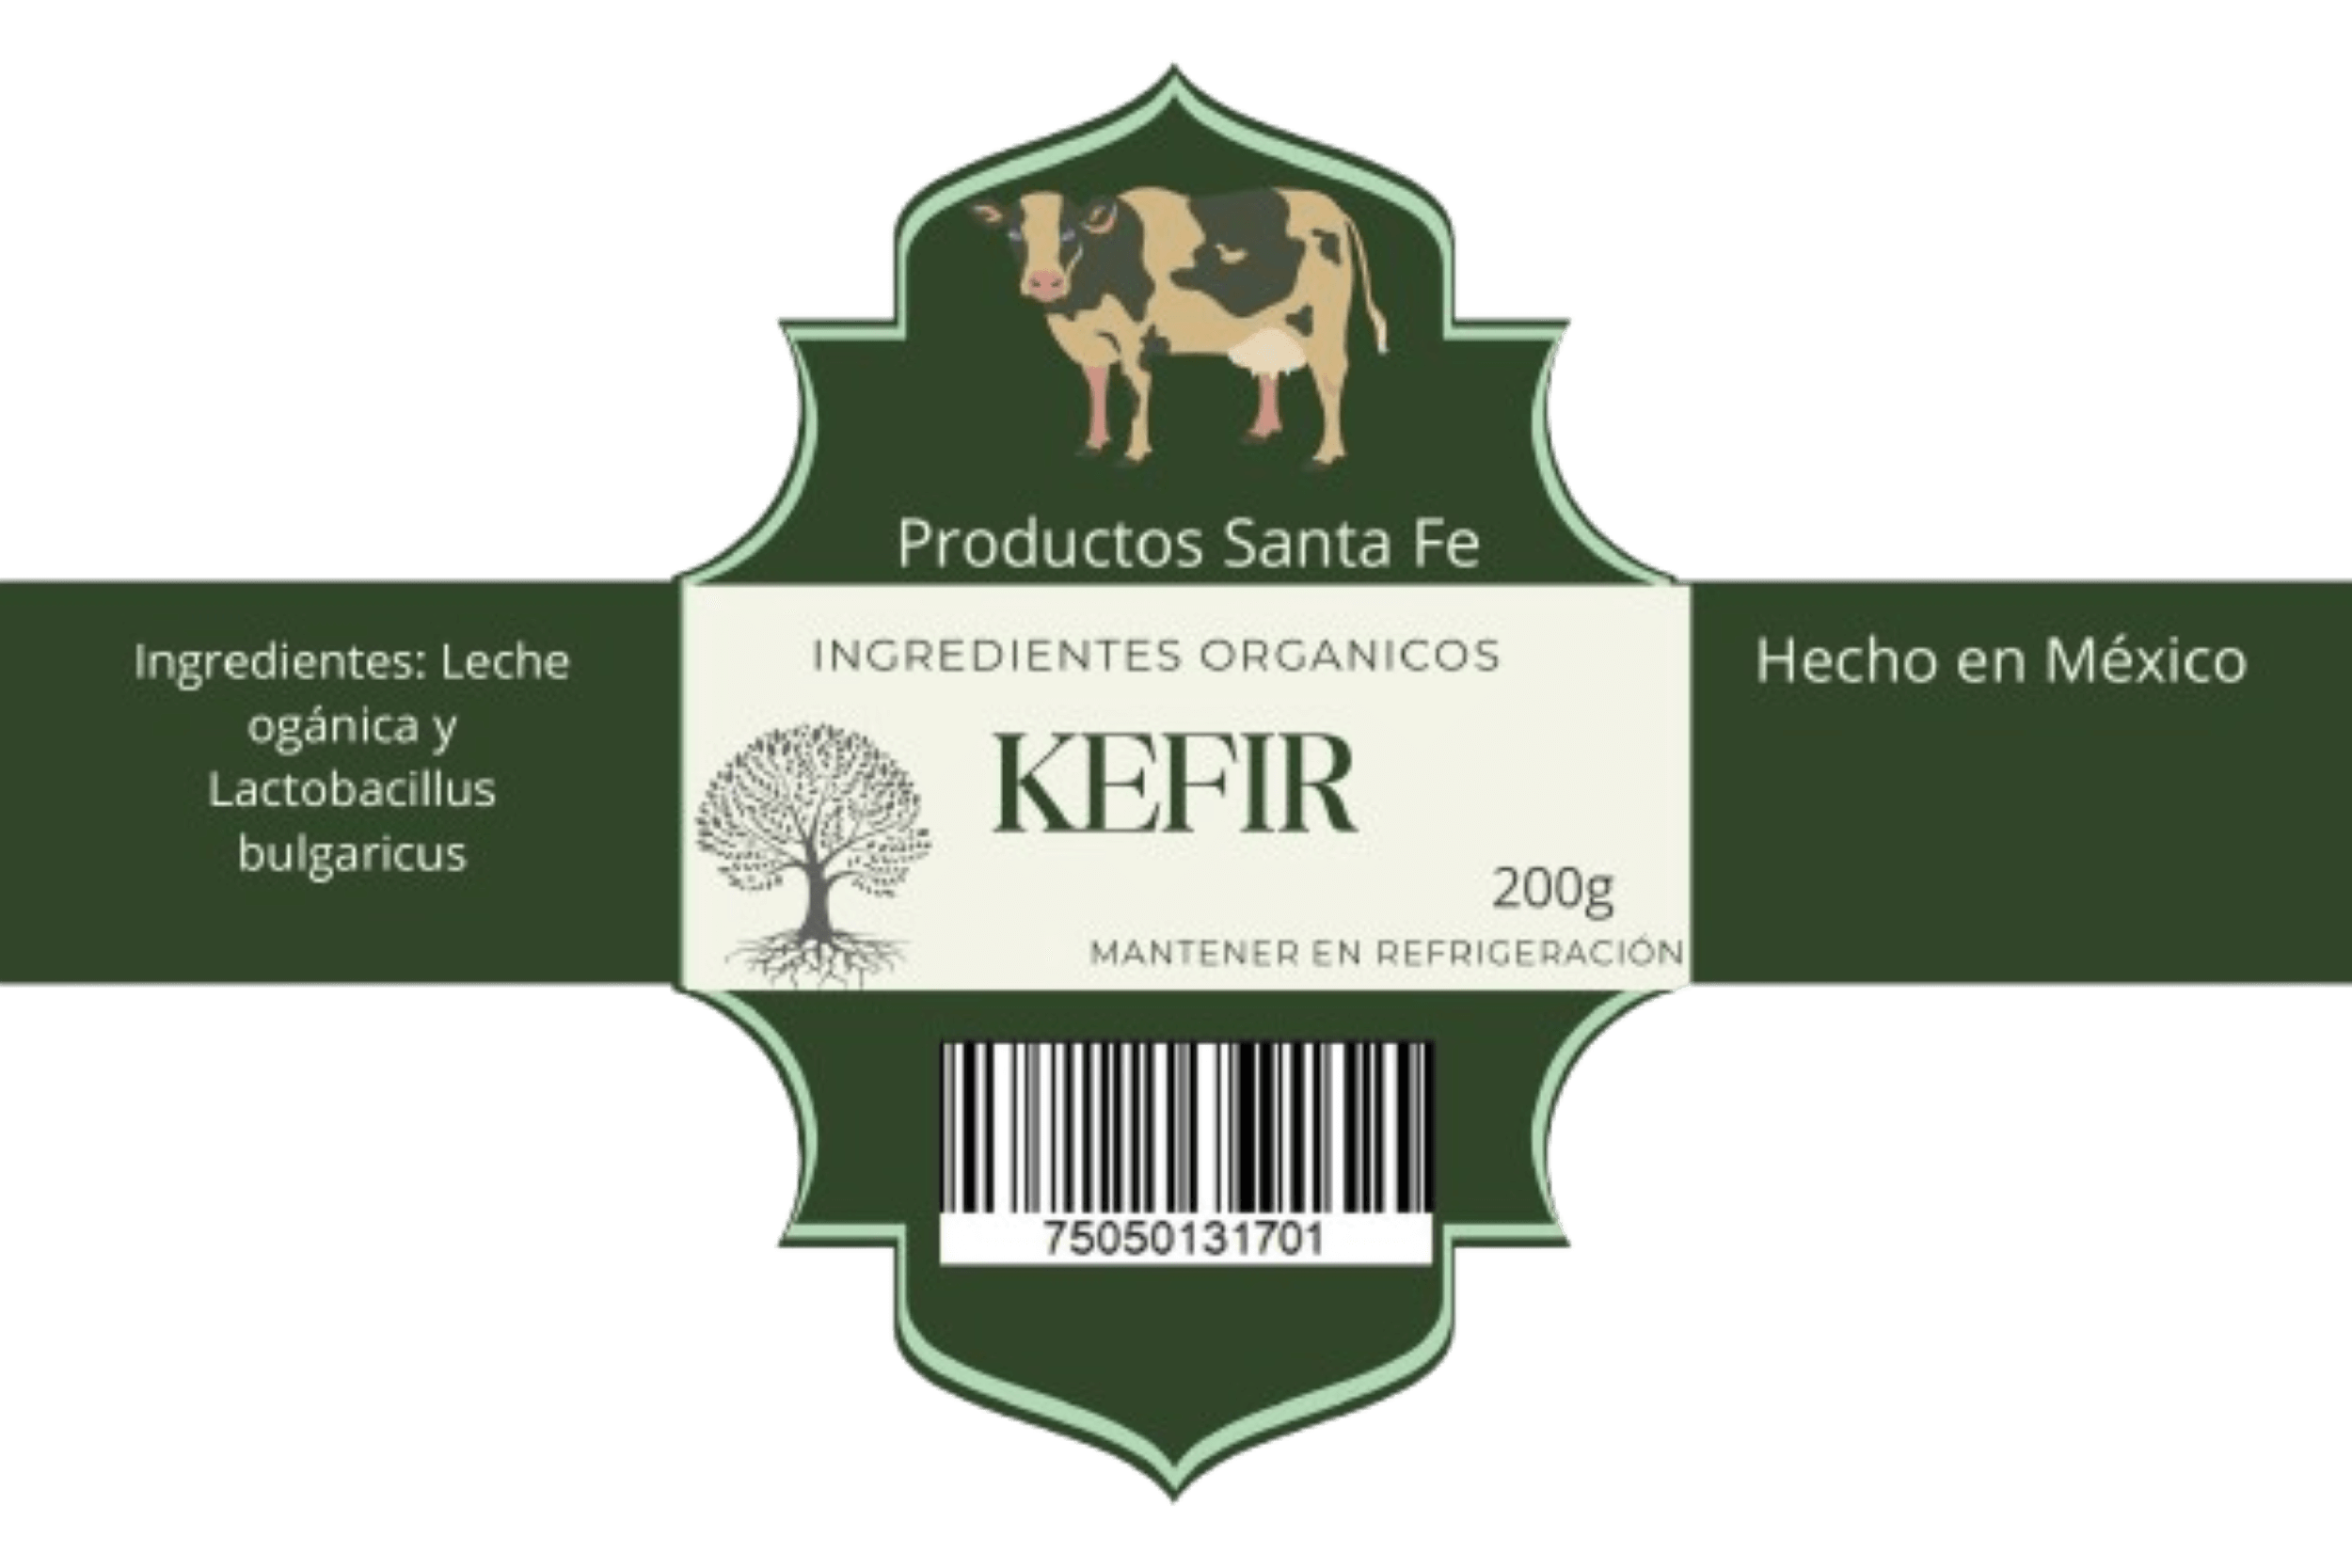 Productos Santa Fe
Ingredientes: Leche
ogánica y
Lactobacillus
bulgaricus
INGREDIENTES ORGANICOS
KEFIR
200g
MANTENER EN REFRIGERACIÓN
Hecho en México
75050131701